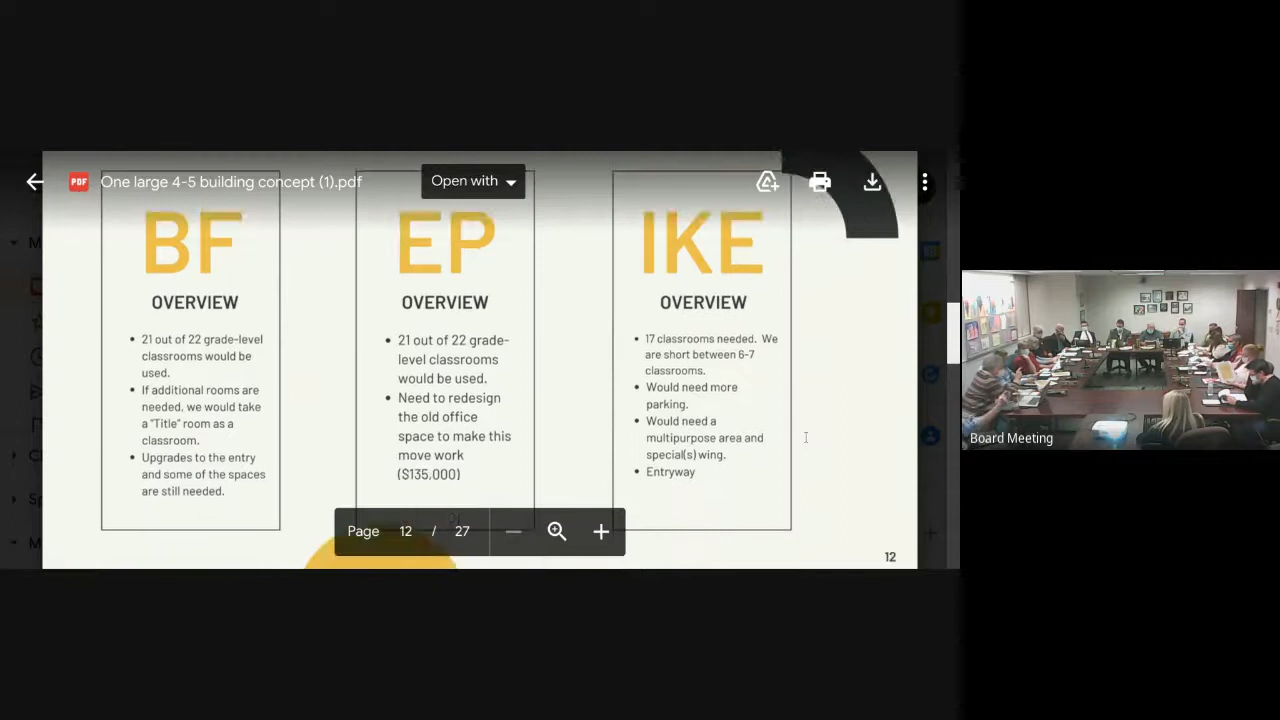 One large 4-5 building concept (1).pdf
Open with
PDF
BF
OVERVIEW
• 21 out of 22 grade-level
classrooms would be
used.
• If additional rooms are
needed, we would take
a "Title" room as a
classroom.
• Upgrades to the entry
and some of the spaces
are still needed.
EP
OVERVIEW
• 21 out of 22 grade-
level classrooms
would be used.
• Need to redesign
the old office
space to make this
move work
($135,000)
IKE
OVERVIEW
• 17 classrooms needed. We
are short between 6-7
classrooms.
• Would need more
parking.
• Would need a
multipurpose area and
special(s) wing.
• Entryway
Page 12 / 27
12
Board Meeting